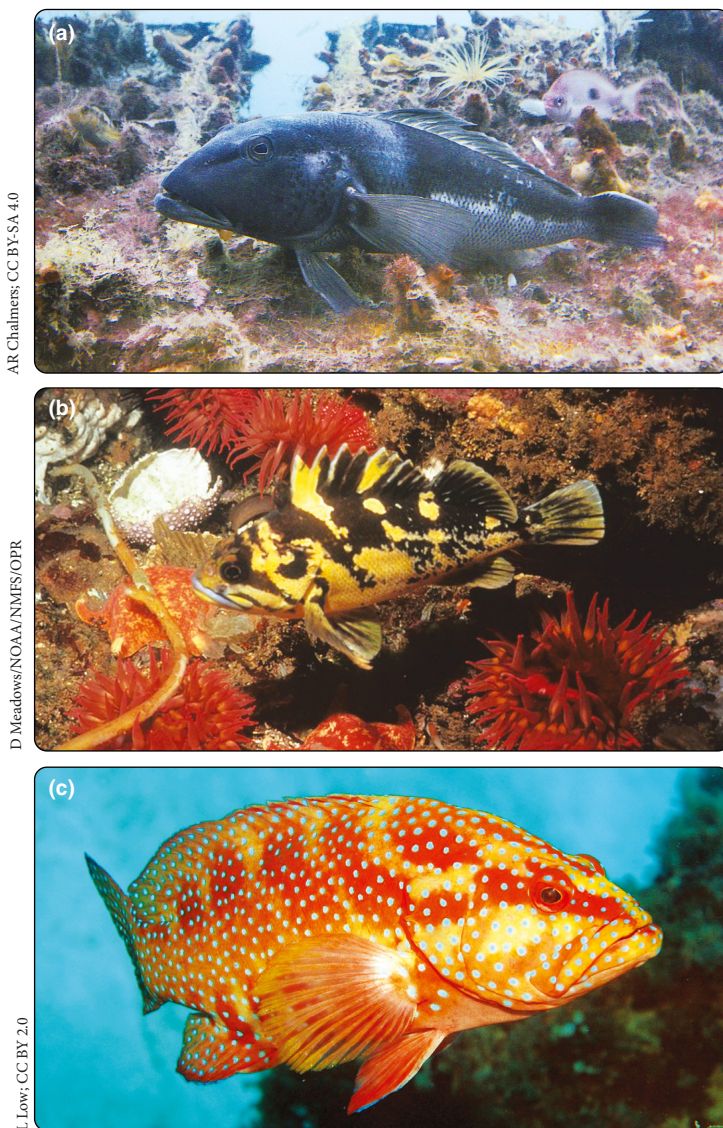 (a)
AR Chalmers; CC BY-SA 4.0
(b)
D Meadows/NOAA/NMFS/OPR
(c)
Low; CC BY 2.0